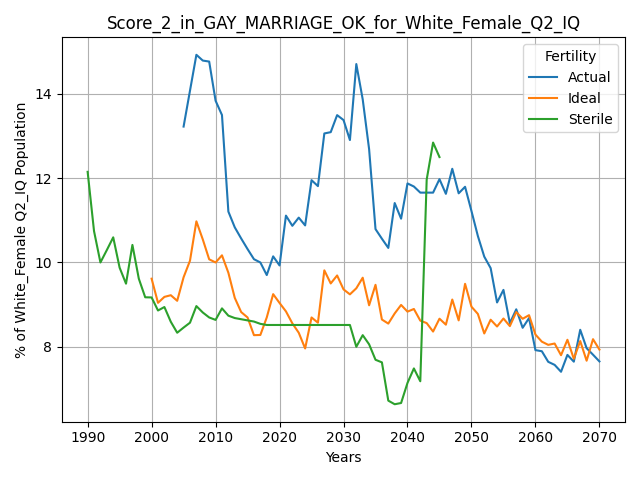 Score_2_in_GAY_MARRIAGE_OK_for_White_Female_Q2_IQ
Fertility
Actual
Ideal
Sterile
% of White_Female Q2_IQ Population
14
12
10
8
1990 2000 2010 2020 2030 2040 2050 2060 2070
Years